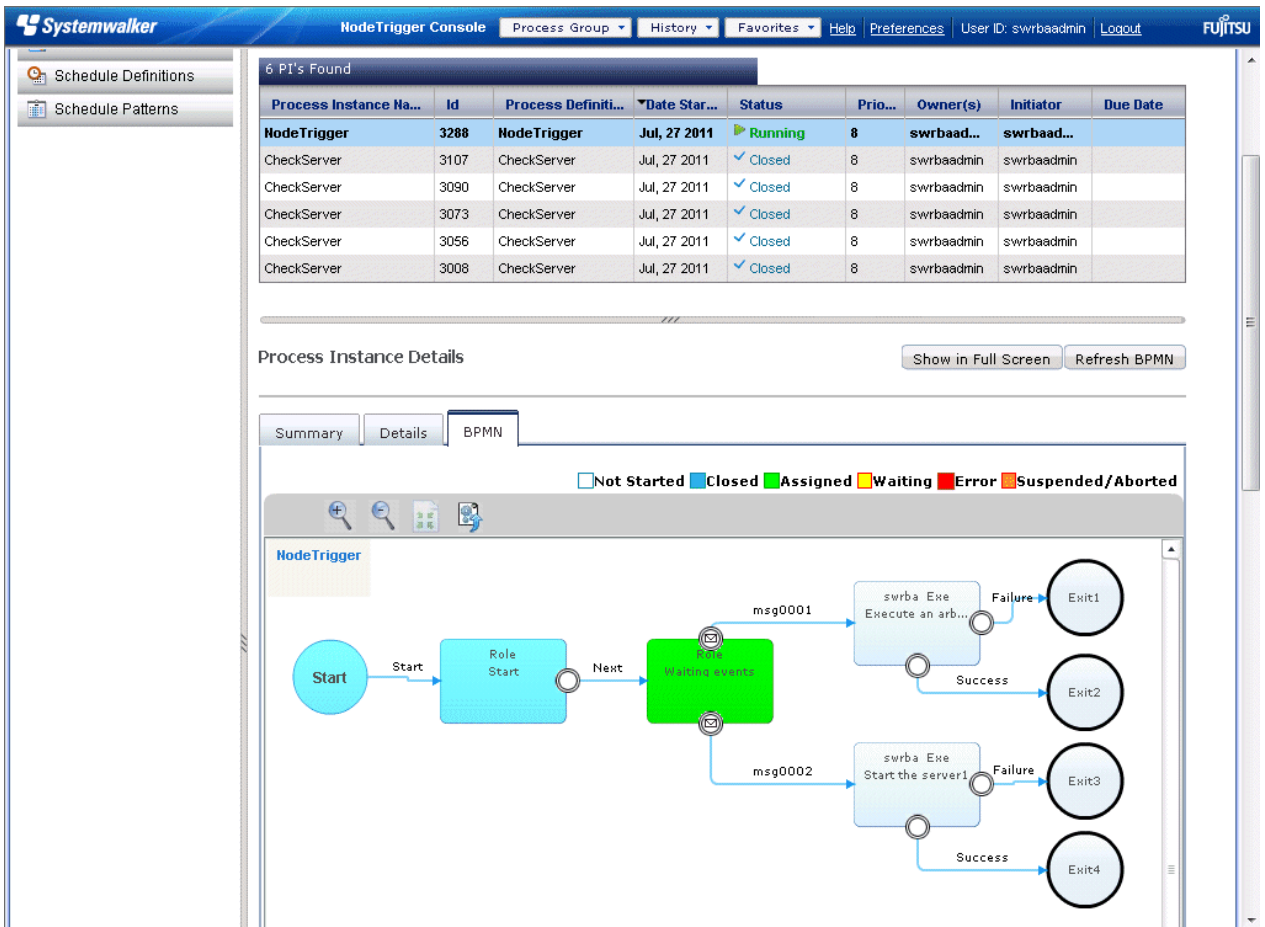 Systemwalker NodeTrigger Console Process Group History Favorites Help Preferences User ID: swrbaadmin Logout FUJITSU
Schedule Definitions
Schedule Patterns
6 PI's Found
Process Instance Na... Id Process Definiti... Date Star... Status Prio... Owner(s) Initiator Due Date
NodeTrigger 3288 NodeTrigger Jul, 27 2011 Running 8 swrbaad... swrbaad...
CheckServer 3107 CheckServer Jul, 27 2011 Closed 8 swrbaadmin swrbaadmin
CheckServer 3090 CheckServer Jul, 27 2011 Closed 8 swrbaadmin swrbaadmin
CheckServer 3073 CheckServer Jul, 27 2011 Closed 8 swrbaadmin swrbaadmin
CheckServer 3056 CheckServer Jul, 27 2011 Closed 8 swrbaadmin swrbaadmin
CheckServer 3008 CheckServer Jul, 27 2011 Closed 8 swrbaadmin swrbaadmin
Process Instance Details Show in Full Screen Refresh BPMN
Summary Details BPMN
Not Started Closed Assigned Waiting Error Suspended/Aborted
NodeTrigger
Start
Start
Role
Start
Next
Role
Waiting events
msg0001
swrba Exe
Execute an arb...
Failure
Exit1
Success
Exit2
msg0002
swrba Exe
Start the server1
Failure
Exit3
Success
Exit4